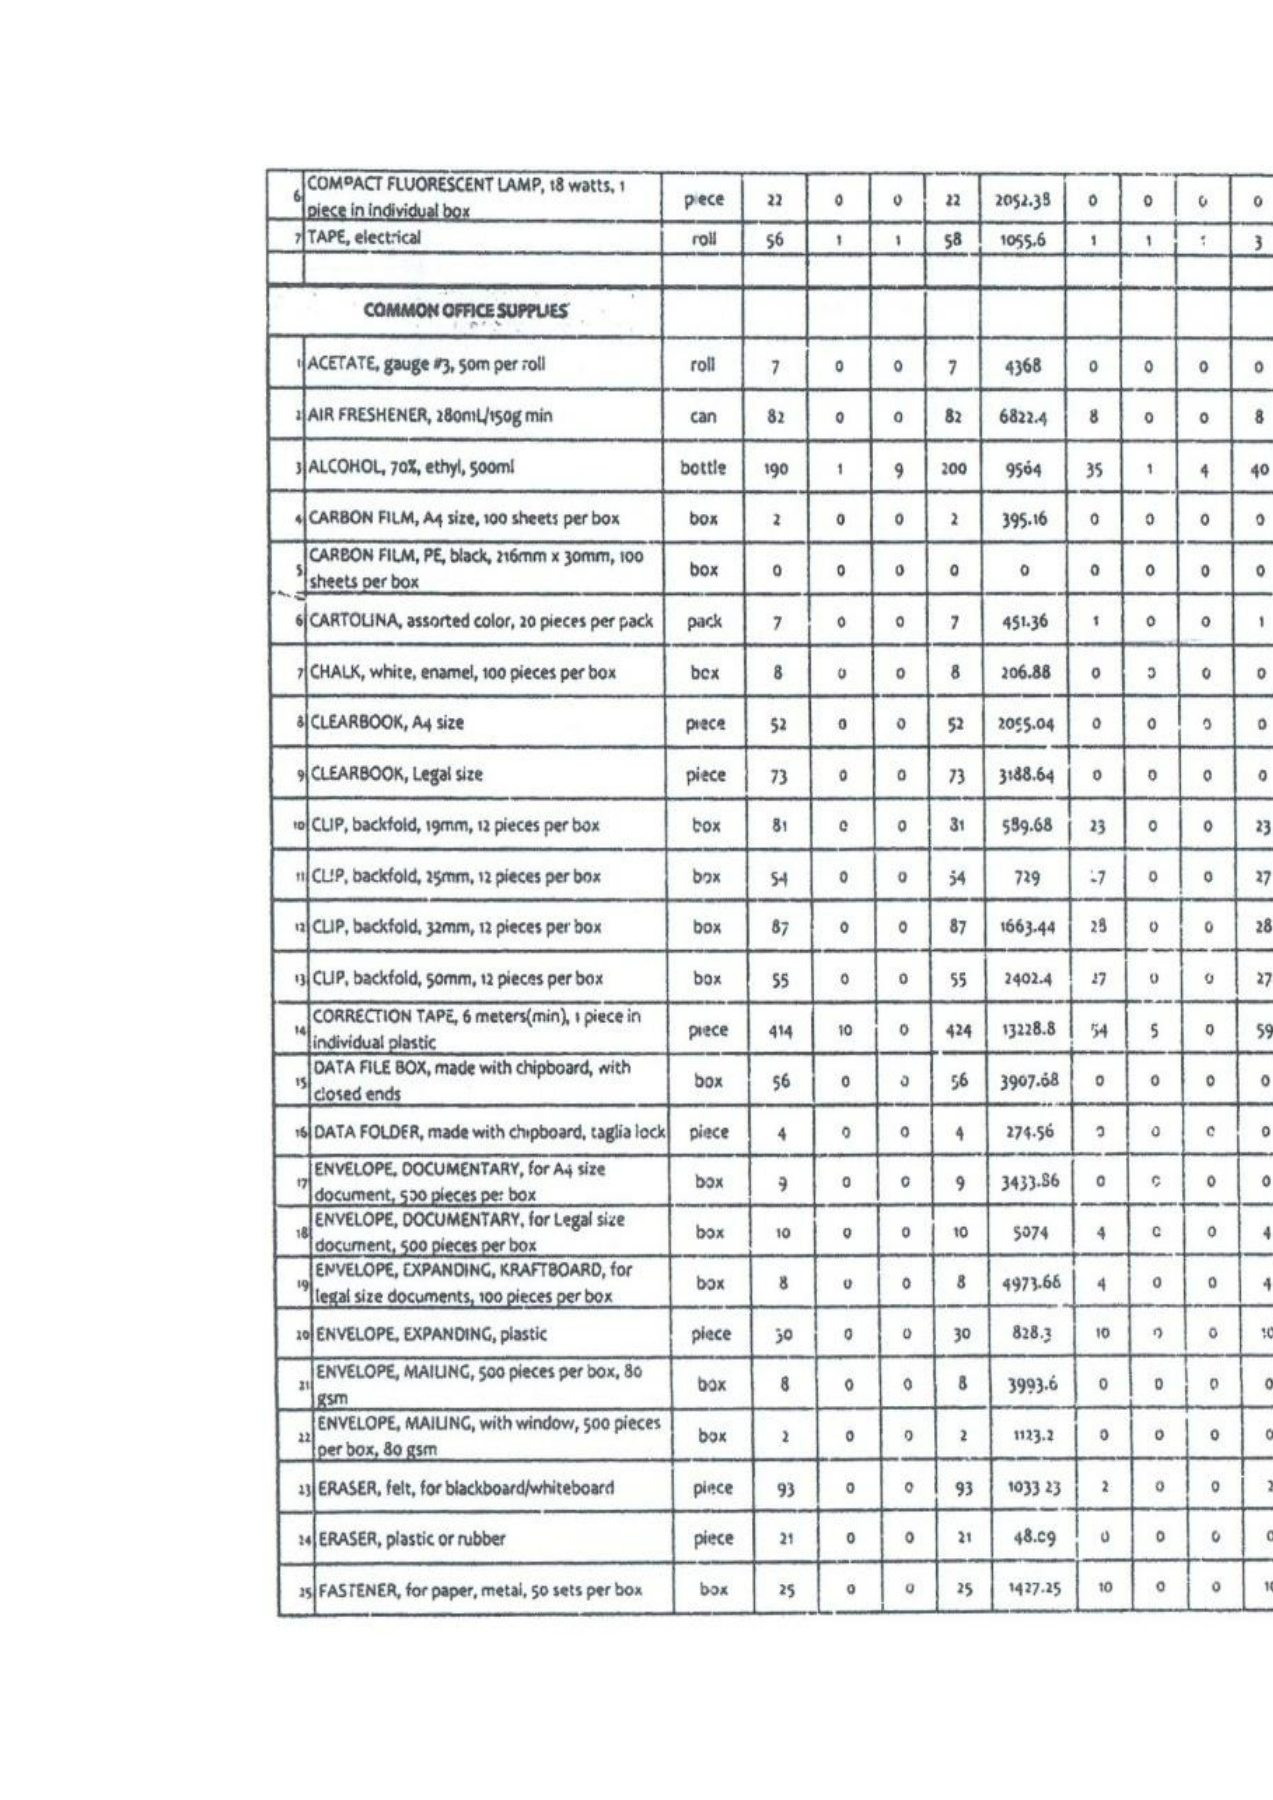 6 COMPACT FLUORESCENT LAMP, 18 watts, 1
piece in individual box piece 22 0 0 22 2052.38 0 0 0 0
7 TAPE, electrical roll 56 1 1 58 1055.6 1 1 1 3
COMMON OFFICE SUPPLIES
1 ACETATE, gauge #3, 50m per roll roll 7 0 0 7 4368 0 0 0 0
2 AIR FRESHENER, 280mL/150g min can 82 0 0 82 6822.4 8 0 0 8
3 ALCOHOL, 70%, ethyl, 500ml bottle 190 1 9 200 9564 35 1 4 40
4 CARBON FILM, A4 size, 100 sheets per box box 2 0 0 2 395.16 0 0 0 0
5 CARBON FILM, PE, black, 216mm x 30mm, 100
sheets per box box 0 0 0 0 0 0 0 0 0
6 CARTOLINA, assorted color, 20 pieces per pack pack 7 0 0 7 451.36 1 0 0 1
7 CHALK, white, enamel, 100 pieces per box box 8 0 0 8 206.88 0 0 0 0
8 CLEARBOOK, A4 size piece 52 0 0 52 2055.04 0 0 0 0
9 CLEARBOOK, Legal size piece 73 0 0 73 3188.64 0 0 0 0
10 CLIP, backfold, 19mm, 12 pieces per box box 81 0 0 81 589.68 23 0 0 23
11 CLIP, backfold, 25mm, 12 pieces per box box 54 0 0 54 729 27 0 0 27
12 CLIP, backfold, 32mm, 12 pieces per box box 87 0 0 87 1663.44 28 0 0 28
13 CLIP, backfold, 50mm, 12 pieces per box box 55 0 0 55 2402.4 27 0 0 27
14 CORRECTION TAPE, 6 meters(min), 1 piece in
individual plastic piece 414 10 0 424 13228.8 54 5 0 59
15 DATA FILE BOX, made with chipboard, with
closed ends box 56 0 0 56 3907.68 0 0 0 0
16 DATA FOLDER, made with chipboard, taglia lock piece 4 0 0 4 274.56 0 0 0 0
17 ENVELOPE, DOCUMENTARY, for A4 size
document, 500 pieces per box box 9 0 0 9 3433.86 0 0 0 0
18 ENVELOPE, DOCUMENTARY, for Legal size
document, 500 pieces per box box 10 0 0 10 5074 4 0 0 4
19 ENVELOPE, EXPANDING, KRAFTBOARD, for
legal size documents, 100 pieces per box box 8 0 0 8 4973.66 4 0 0 4
20 ENVELOPE, EXPANDING, plastic piece 30 0 0 30 828.3 10 0 0 10
21 ENVELOPE, MAILING, 500 pieces per box, 80
gsm box 8 0 0 8 3993.6 0 0 0 0
22 ENVELOPE, MAILING, with window, 500 pieces
per box, 80 gsm box 2 0 0 2 1123.2 0 0 0 0
23 ERASER, felt, for blackboard/whiteboard piece 93 0 0 93 1033.23 2 0 0 2
24 ERASER, plastic or rubber piece 21 0 0 21 48.09 0 0 0 0
25 FASTENER, for paper, metal, 50 sets per box box 25 0 0 25 1427.25 10 0 0 10